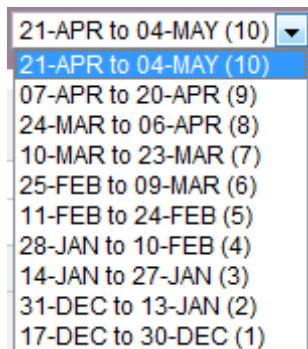 21-APR to 04-MAY (10)
21-APR to 04-MAY (10)
07-APR to 20-APR (9)
24-MAR to 06-APR (8)
10-MAR to 23-MAR (7)
25-FEB to 09-MAR (6)
11-FEB to 24-FEB (5)
28-JAN to 10-FEB (4)
14-JAN to 27-JAN (3)
31-DEC to 13-JAN (2)
17-DEC to 30-DEC (1)